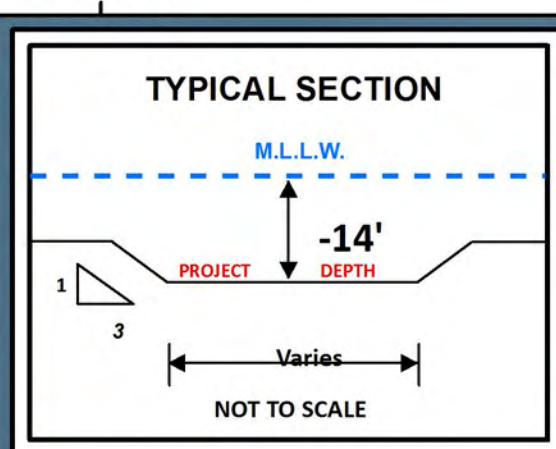 TYPICAL SECTION
M.L.L.W.
-14'
PROJECT DEPTH
1
3
Varies
NOT TO SCALE